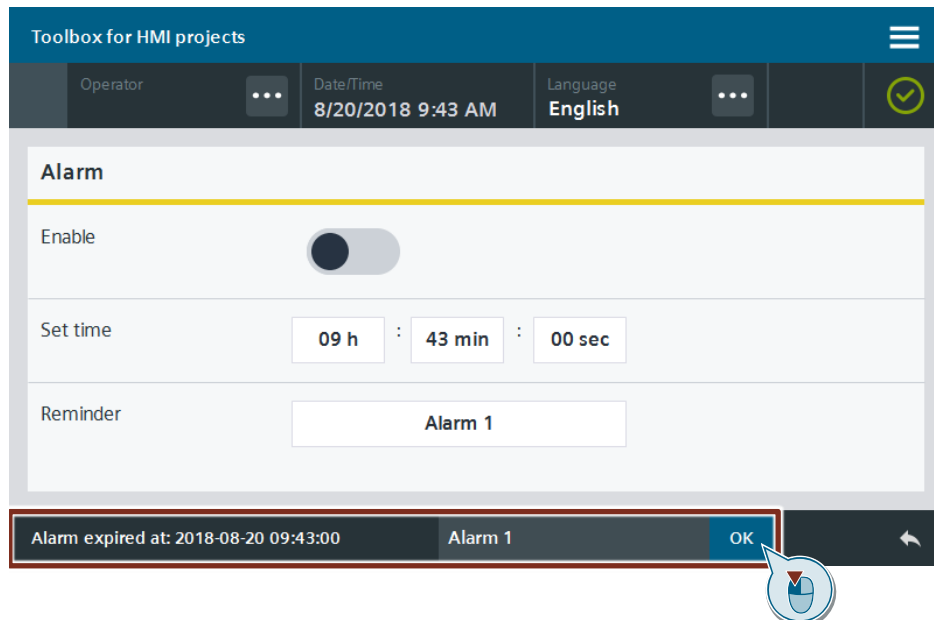 Toolbox for HMI projects
Operator
Date/Time
Language
8/20/2018 9:43 AM
English
Alarm
Enable
Set time
09 h : 43 min : 00 sec
Reminder
Alarm 1
Alarm expired at: 2018-08-20 09:43:00
Alarm 1
OK